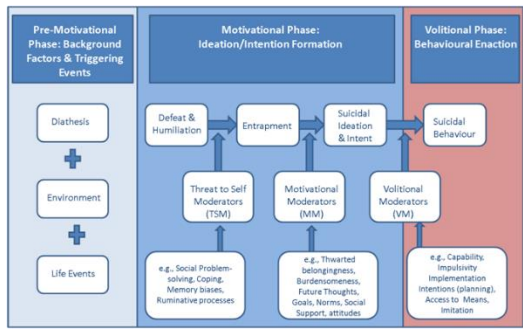 Pre-Motivational
Phase: Background
Factors & Triggering
Events
Motivational Phase:
Ideation/Intention Formation
Volitional Phase:
Behavioural Enaction
Diathesis
Environment
Life Events
Defeat &
Humiliation
Entrapment
Suicidal
Ideation
& Intent
Suicidal
Behaviour
Threat to Self
Moderators
(TSM)
Motivational
Moderators
(MM)
Volitional
Moderators
(VM)
e.g., Social Problem-
solving, Coping,
Memory biases,
Ruminative processes
e.g., Thwarted
belongingness,
Burdensomeness,
Future Thoughts,
Goals, Norms, Social
Support, attitudes
e.g., Capability,
Impulsivity
Implementation
Intentions (planning),
Access to Means,
Imitation